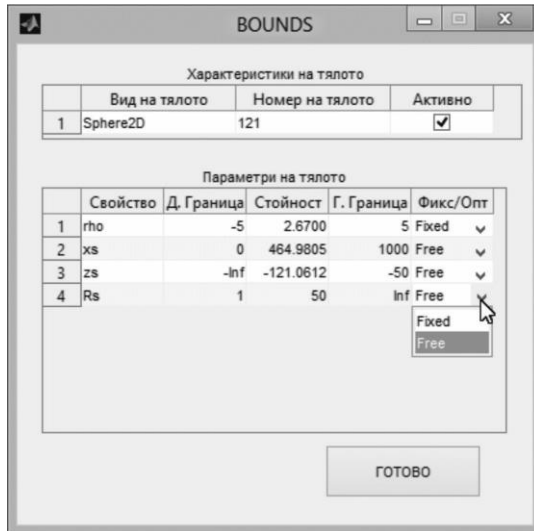 BOUNDS
Характеристики на тялото
Вид на тялото Номер на тялото Активно
1 Sphere2D 121
Параметри на тялото
Свойство Д. Граница Стойност Г. Граница Фикс/Опт
1 rho -5 2.6700 5 Fixed
2 xs 0 464.9805 1000 Free
3 zs -Inf -121.0612 -50 Free
4 Rs 1 50 Inf Free
Fixed
Free
ГОТОВО